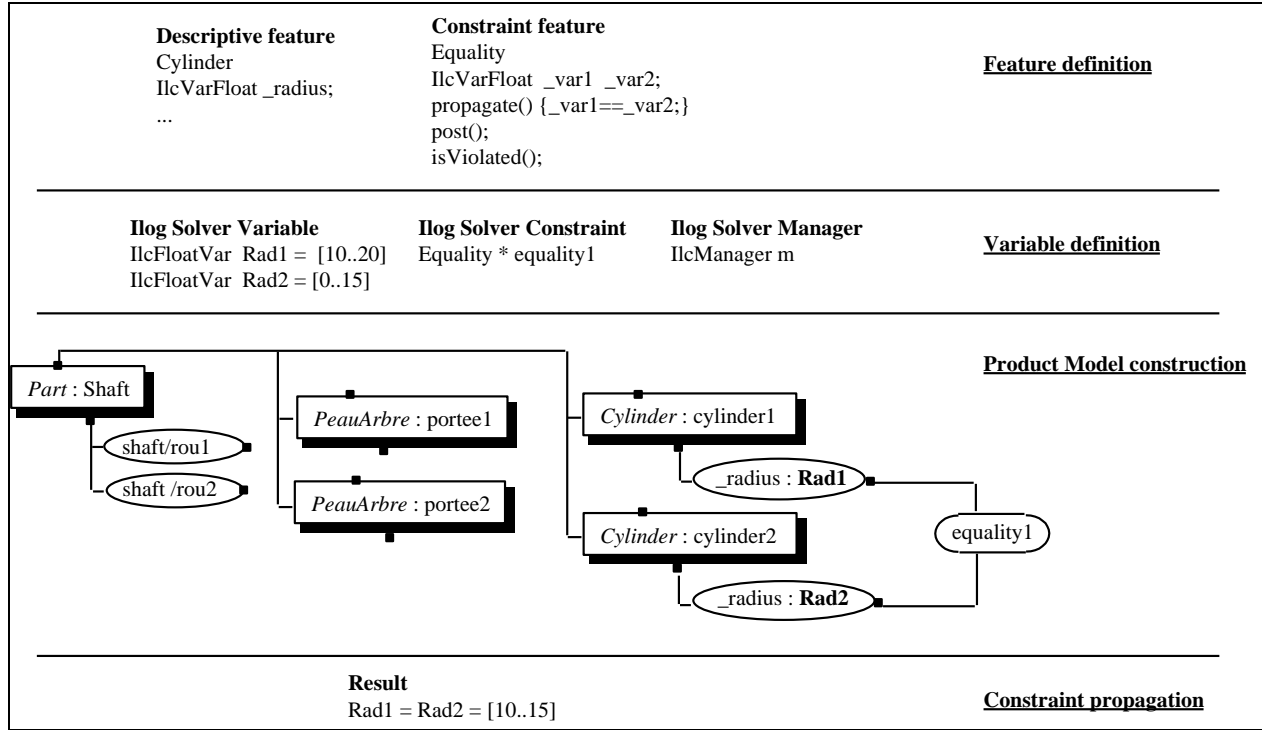 Descriptive feature
Cylinder
IlcVarFloat _radius;
...
Constraint feature
Equality
IlcVarFloat _var1 _var2;
propagate() {_var1==_var2;}
post();
isViolated();
Feature definition
Ilog Solver Variable
IlcFloatVar Rad1 = [10..20]
IlcFloatVar Rad2 = [0..15]
Ilog Solver Constraint
Equality * equality1
Ilog Solver Manager
IlcManager m
Variable definition
Product Model construction
Part : Shaft
shaft/rou1
shaft /rou2
PeauArbre : portee1
PeauArbre : portee2
Cylinder : cylinder1
_radius : Rad1
Cylinder : cylinder2
_radius : Rad2
equality1
Result
Rad1 = Rad2 = [10..15]
Constraint propagation